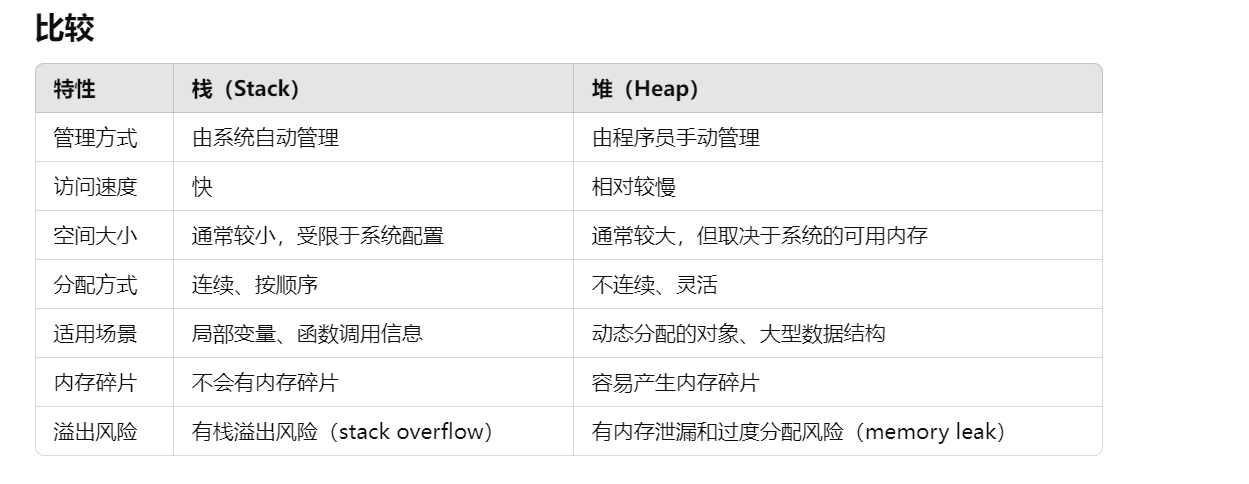 比较
特性 栈（Stack） 堆（Heap）
管理方式 由系统自动管理 由程序员手动管理
访问速度 快 相对较慢
空间大小 通常较小，受限于系统配置 通常较大，但取决于系统的可用内存
分配方式 连续、按顺序 不连续、灵活
适用场景 局部变量、函数调用信息 动态分配的对象、大型数据结构
内存碎片 不会有内存碎片 容易产生内存碎片
溢出风险 有栈溢出风险（stack overflow） 有内存泄漏和过度分配风险（memory leak）